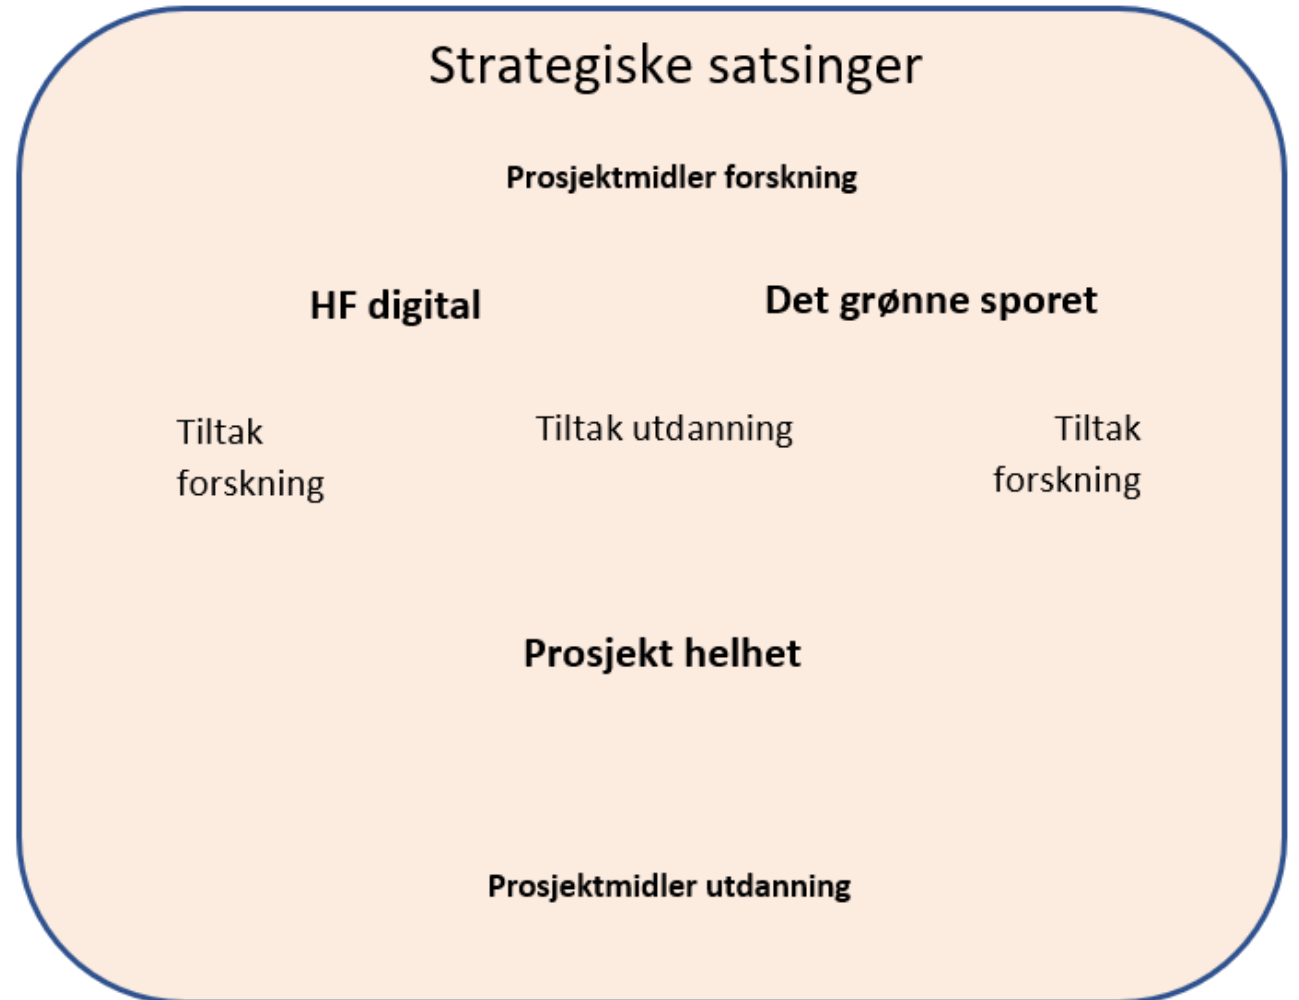 Strategiske satsinger
Prosjektmidler forskning
HF digital
Det grønne sporet
Tiltak
forskning
Tiltak utdanning
Tiltak
forskning
Prosjekt helhet
Prosjektmidler utdanning